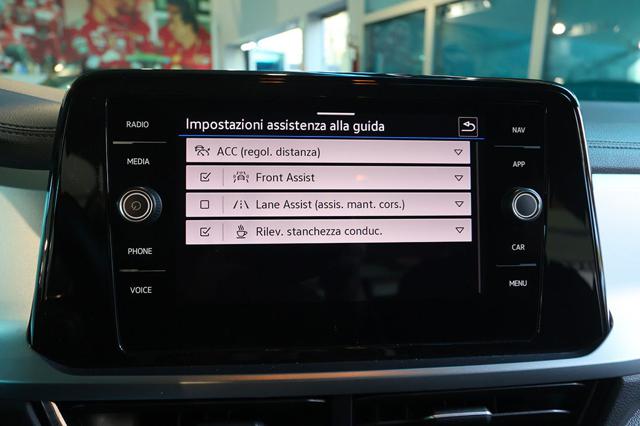 Impostazioni assistenza alla guida
RADIO
MEDIA
PHONE
VOICE
ACC (regol. distanza)
Front Assist
Lane Assist (assis. mant. cors.)
Rilev. stanchezza conduc.
NAV
APP
CAR
MENU